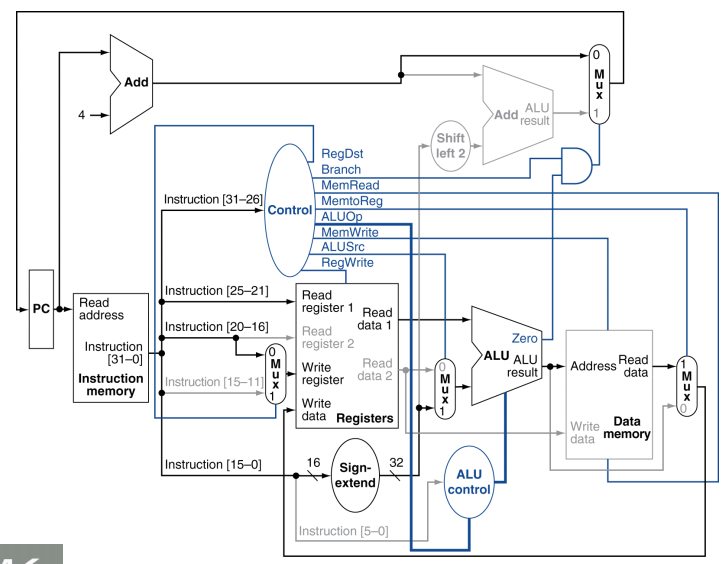 0
M
u
x
1
Add
4
Add ALU
result
Shift
left 2
RegDst
Branch
MemRead
MemtoReg
ALUOp
MemWrite
ALUSrc
RegWrite
Control
Instruction [31–26]
PC
Read
address
Instruction
[31–0]
Instruction
memory
Instruction [25–21]
Instruction [20–16]
Instruction [15–11]
0
M
u
x
1
Read
register 1
Read
data 1
Read
register 2
Write
register
Read
data 2
Write
data
Registers
0
M
u
x
1
Zero
ALU ALU
result
Address
Read
data
Write
data
Data
memory
1
M
u
x
0
Instruction [15–0]
16
Sign-
extend
32
ALU
control
Instruction [5–0]